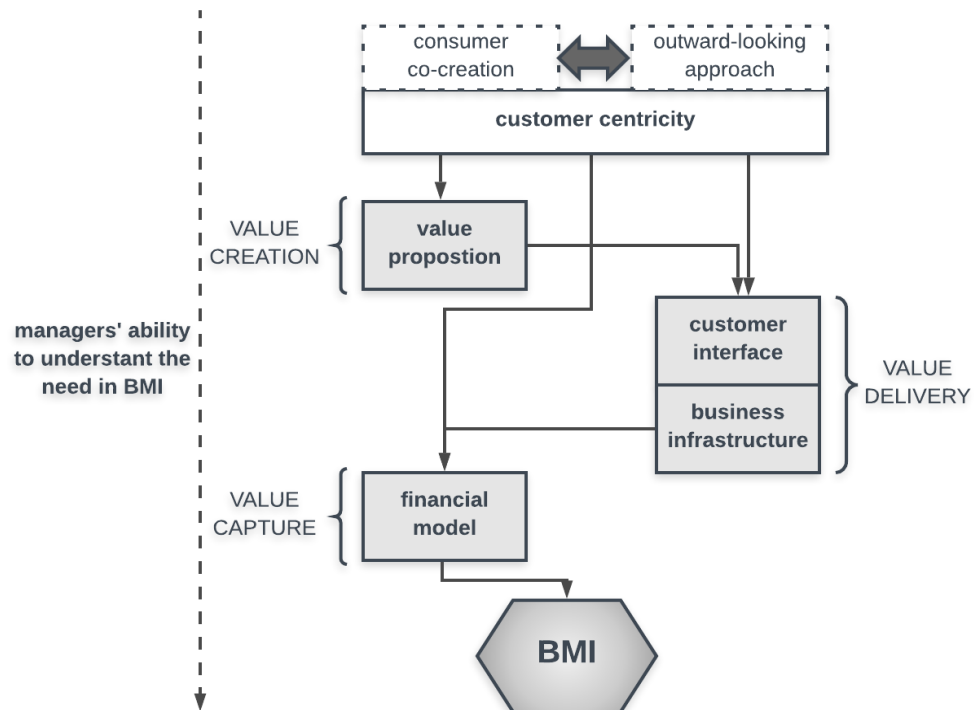 consumer
co-creation
outward-looking
approach
customer centricity
VALUE
CREATION
value
propostion
managers' ability
to understant the
need in BMI
customer
interface
business
infrastructure
VALUE
DELIVERY
VALUE
CAPTURE
financial
model
BMI